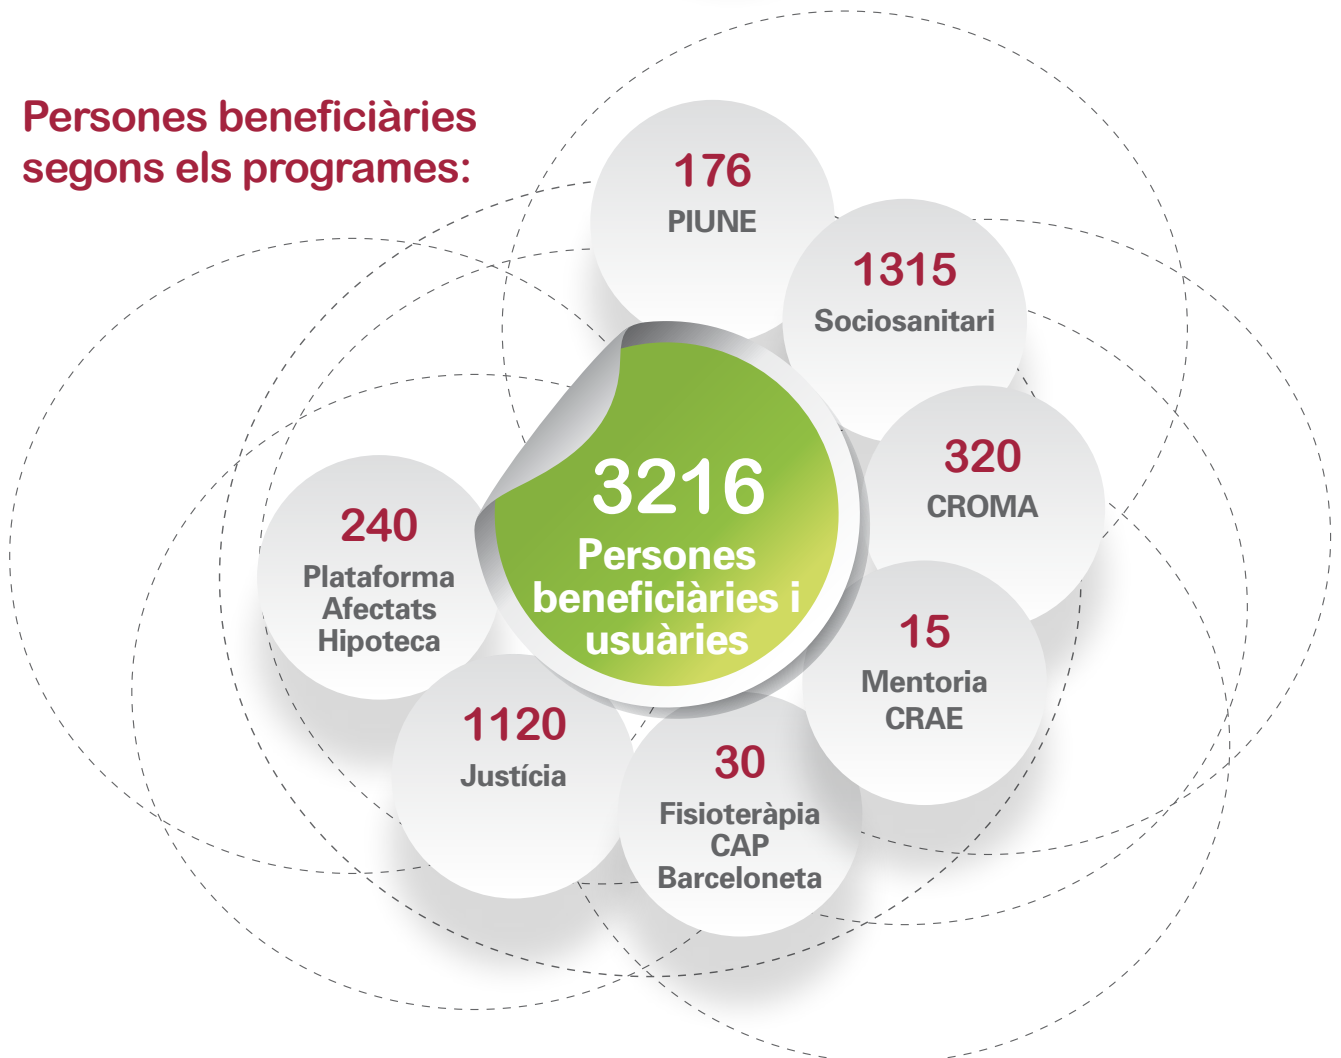 Persones beneficiàries
segons els programes:
176
PIUNE
1315
Sociosanitari
320
CROMA
15
Mentoria
CRAE
30
Fisioteràpia
CAP
Barceloneta
1120
Justícia
240
Plataforma
Afectats
Hipoteca
3216
Persones
beneficiàries i
usuàries